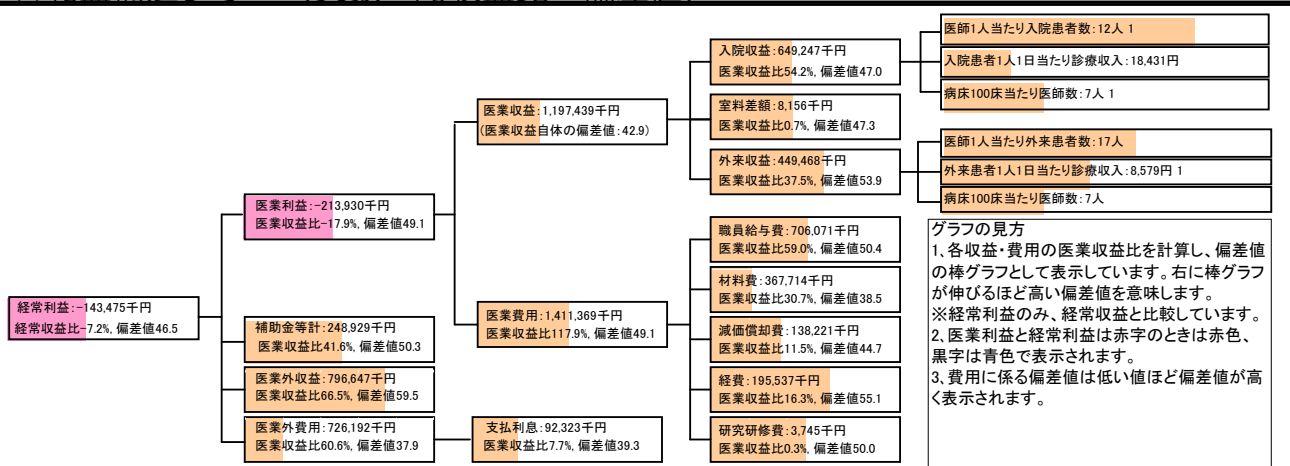 経常利益:-143,475千円
経常収益比-7.2%, 偏差値46.5
医業利益:-213,930千円
医業収益比-17.9%, 偏差値49.1
補助金等計:248,929千円
医業収益比41.6%, 偏差値50.3
医業外収益:796,647千円
医業収益比66.5%, 偏差値59.5
医業外費用:726,192千円
医業収益比60.6%, 偏差値37.9
医業収益:1,197,439千円
(医業収益自体の偏差値:42.9)
医業費用:1,411,369千円
医業収益比117.9%, 偏差値49.1
支払利息:92,323千円
医業収益比7.7%, 偏差値39.3
入院収益:649,247千円
医業収益比54.2%, 偏差値47.0
室料差額:8,156千円
医業収益比0.7%, 偏差値47.3
外来収益:449,468千円
医業収益比37.5%, 偏差値53.9
職員給与費:706,071千円
医業収益比59.0%, 偏差値50.4
材料費:367,714千円
医業収益比30.7%, 偏差値38.5
減価償却費:138,221千円
医業収益比11.5%, 偏差値44.7
経費:195,537千円
医業収益比16.3%, 偏差値55.1
研究研修費:3,745千円
医業収益比0.3%, 偏差値50.0
医師1人当たり入院患者数:12人 1
入院患者1人1日当たり診療収入:18,431円
病床100床当たり医師数:7人 1
医師1人当たり外来患者数:17人
外来患者1人1日当たり診療収入:8,579円 1
病床100床当たり医師数:7人
グラフの見方
1、各収益・費用の医業収益比を計算し、偏差値
の棒グラフとして表示しています。右に棒グラフ
が伸びるほど高い偏差値を意味します。
※経常利益のみ、経常収益と比較しています。
2、医業利益と経常利益は赤字のときは赤色、
黒字は青色で表示されます。
3、費用に係る偏差値は低い値ほど偏差値が高
く表示されます。